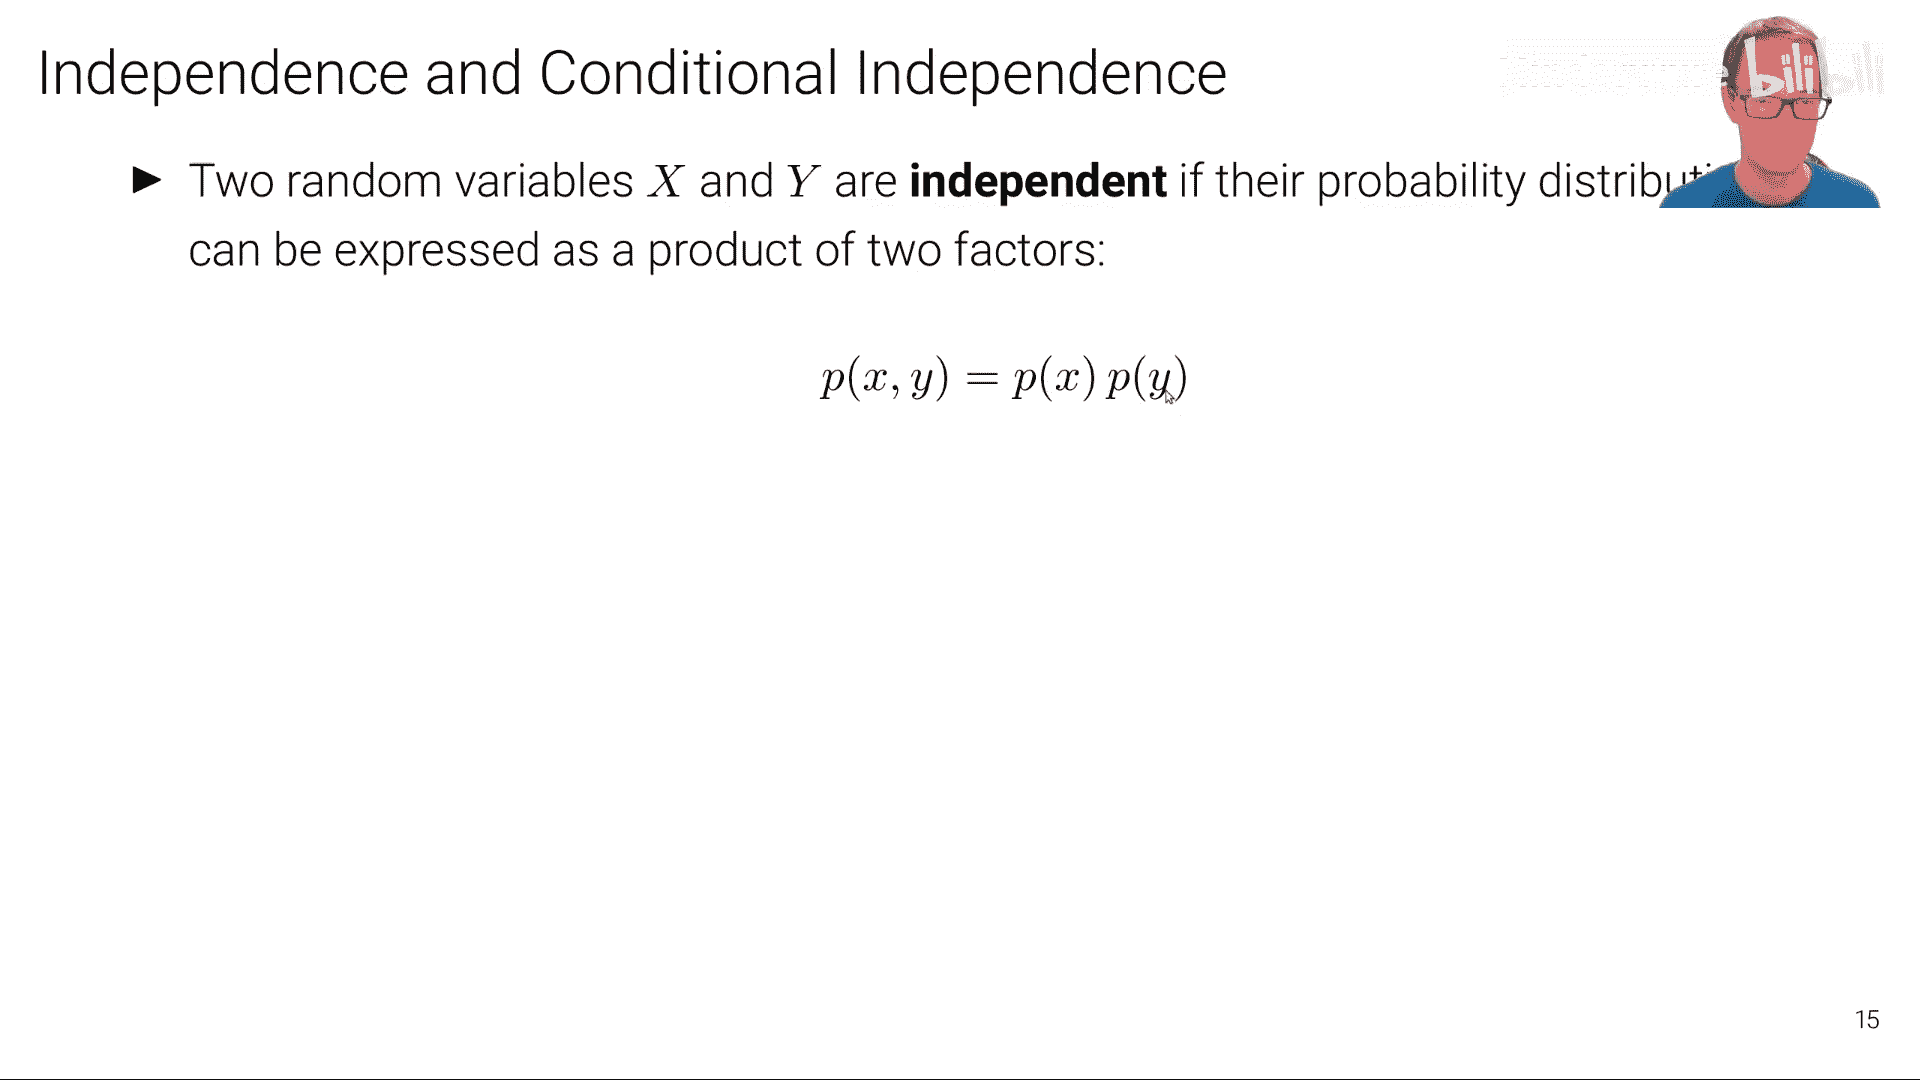 Independence and Conditional Independence
bilibili
▶ Two random variables X and Y are independent if their probability
can be expressed as a product of two factors:
p(x, y) = p(x) p(y)
15